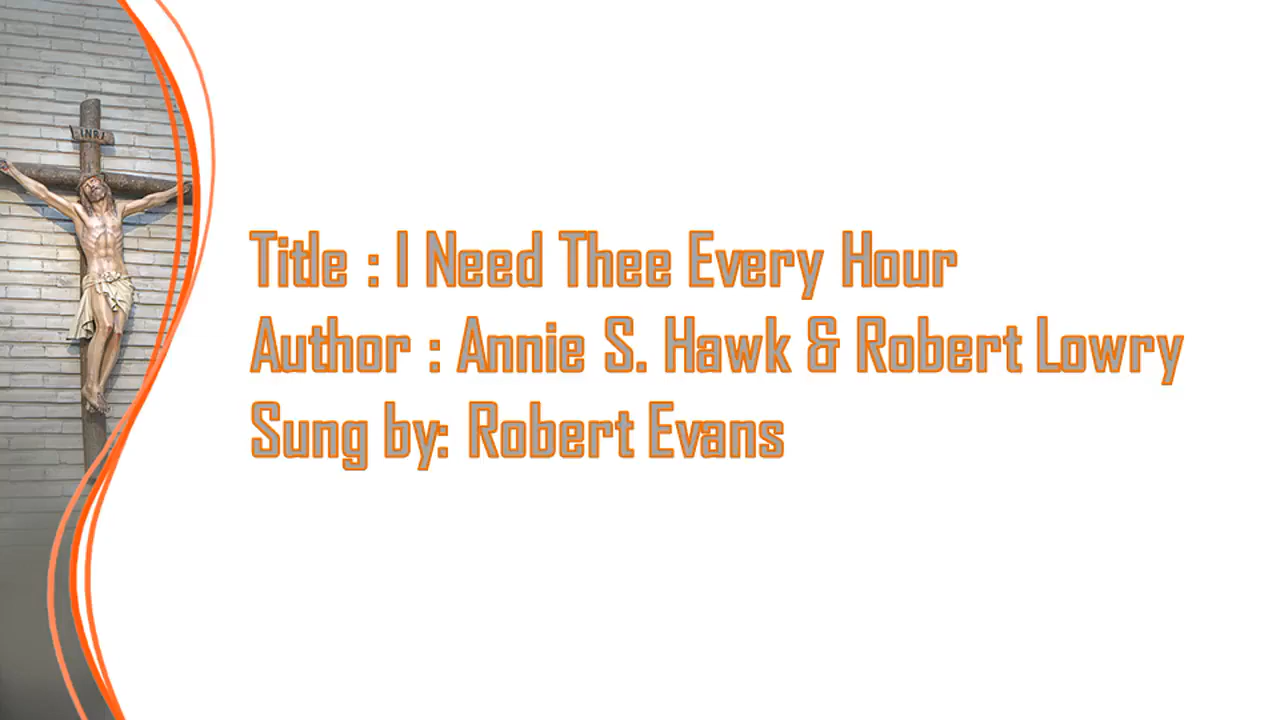 INRI
Title : I Need Thee Every Hour
Author : Annie S. Hawk & Robert Lowry
Sung by: Robert Evans